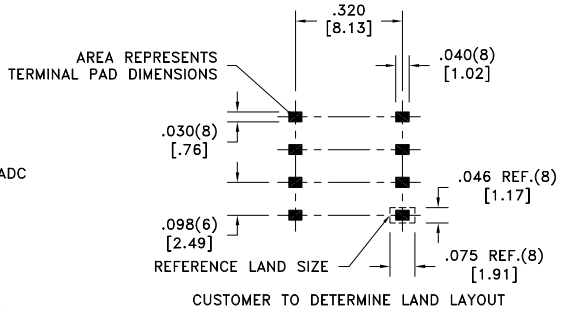 .320
[8.13]
AREA REPRESENTS
TERMINAL PAD DIMENSIONS
.040(8)
[1.02]
.030(8)
[.76]
ADC
.046 REF.(8)
[1.17]
.098(6)
[2.49]
REFERENCE LAND SIZE
.075 REF.(8)
[1.91]
CUSTOMER TO DETERMINE LAND LAYOUT